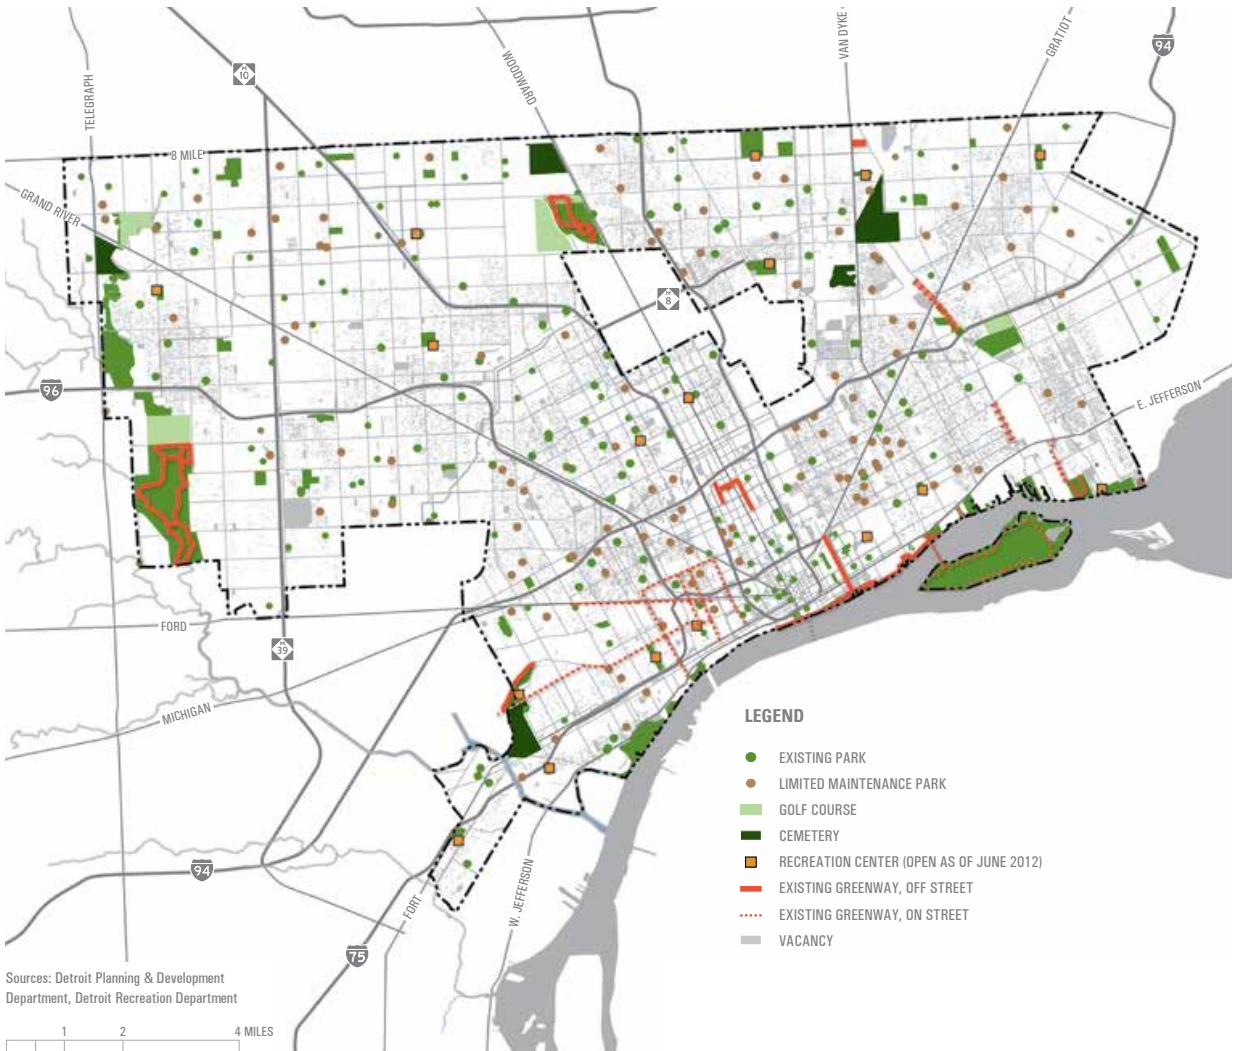 TELEGRAPH
M
10
WOODWARD
VAN DYKE
GRATIOT
94
8 MILE
GRAND RIVER
M
8
96
E. JEFFERSON
FORD
M
39
MICHIGAN
LEGEND
EXISTING PARK
LIMITED MAINTENANCE PARK
GOLF COURSE
CEMETERY
RECREATION CENTER (OPEN AS OF JUNE 2012)
EXISTING GREENWAY, OFF STREET
EXISTING GREENWAY, ON STREET
VACANCY
94
FORT
W. JEFFERSON
75
Sources: Detroit Planning & Development
Department, Detroit Recreation Department
1 2 4 MILES